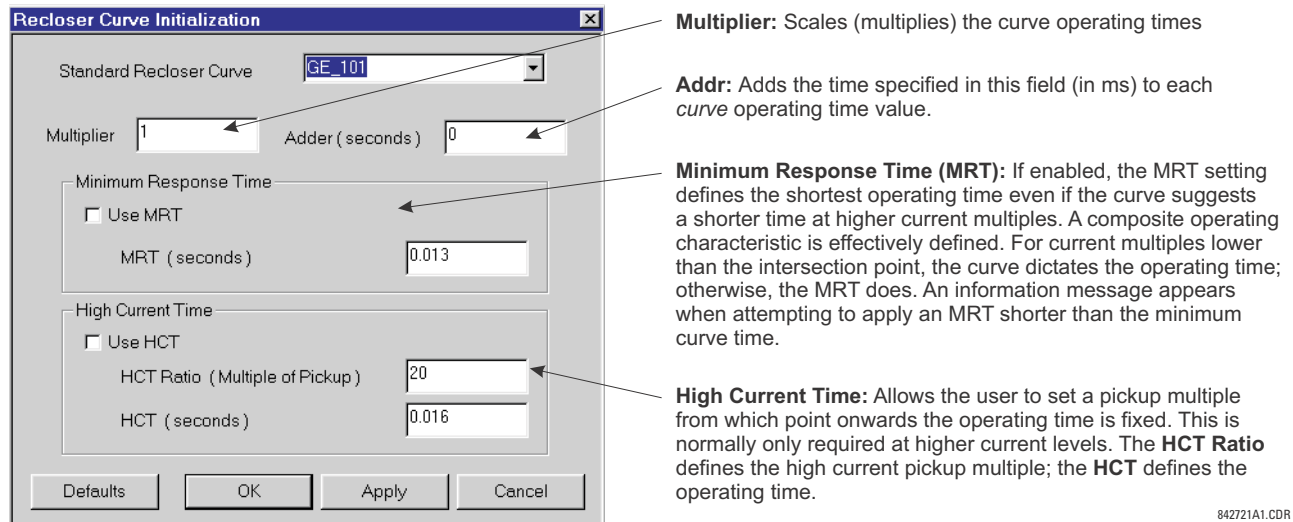 Recloser Curve Initialization
Standard Recloser Curve
GE_101
Multiplier
1
Adder ( seconds )
0
Minimum Response Time
Use MRT
MRT ( seconds )
0.013
High Current Time
Use HCT
HCT Ratio ( Multiple of Pickup )
20
HCT ( seconds )
0.016
Defaults
OK
Apply
Cancel
Multiplier: Scales (multiplies) the curve operating times
Addr: Adds the time specified in this field (in ms) to each
curve operating time value.
Minimum Response Time (MRT): If enabled, the MRT setting
defines the shortest operating time even if the curve suggests
a shorter time at higher current multiples. A composite operating
characteristic is effectively defined. For current multiples lower
than the intersection point, the curve dictates the operating time;
otherwise, the MRT does. An information message appears
when attempting to apply an MRT shorter than the minimum
curve time.
High Current Time: Allows the user to set a pickup multiple
from which point onwards the operating time is fixed. This is
normally only required at higher current levels. The HCT Ratio
defines the high current pickup multiple; the HCT defines the
operating time.
842721A1.CDR